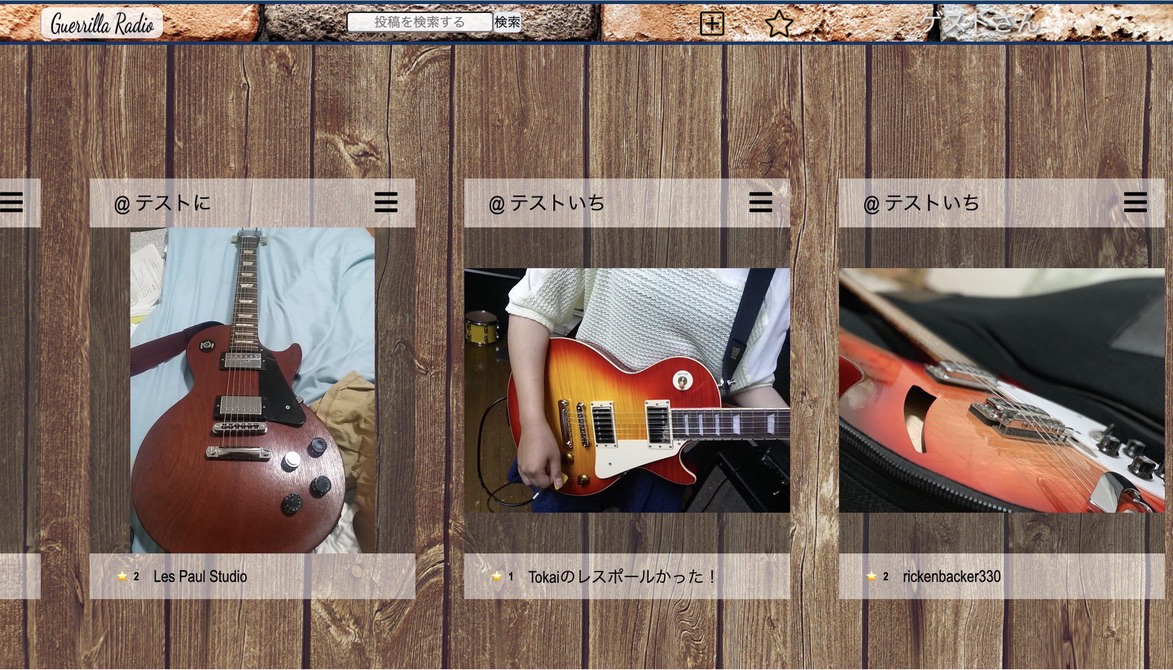 Guerrilla Radio
投稿を検索する
検索
ゲストさん
@テストに
@テストいち
@テストいち
2 Les Paul Studio
1 Tokaiのレスポールかった！
2 rickenbacker330